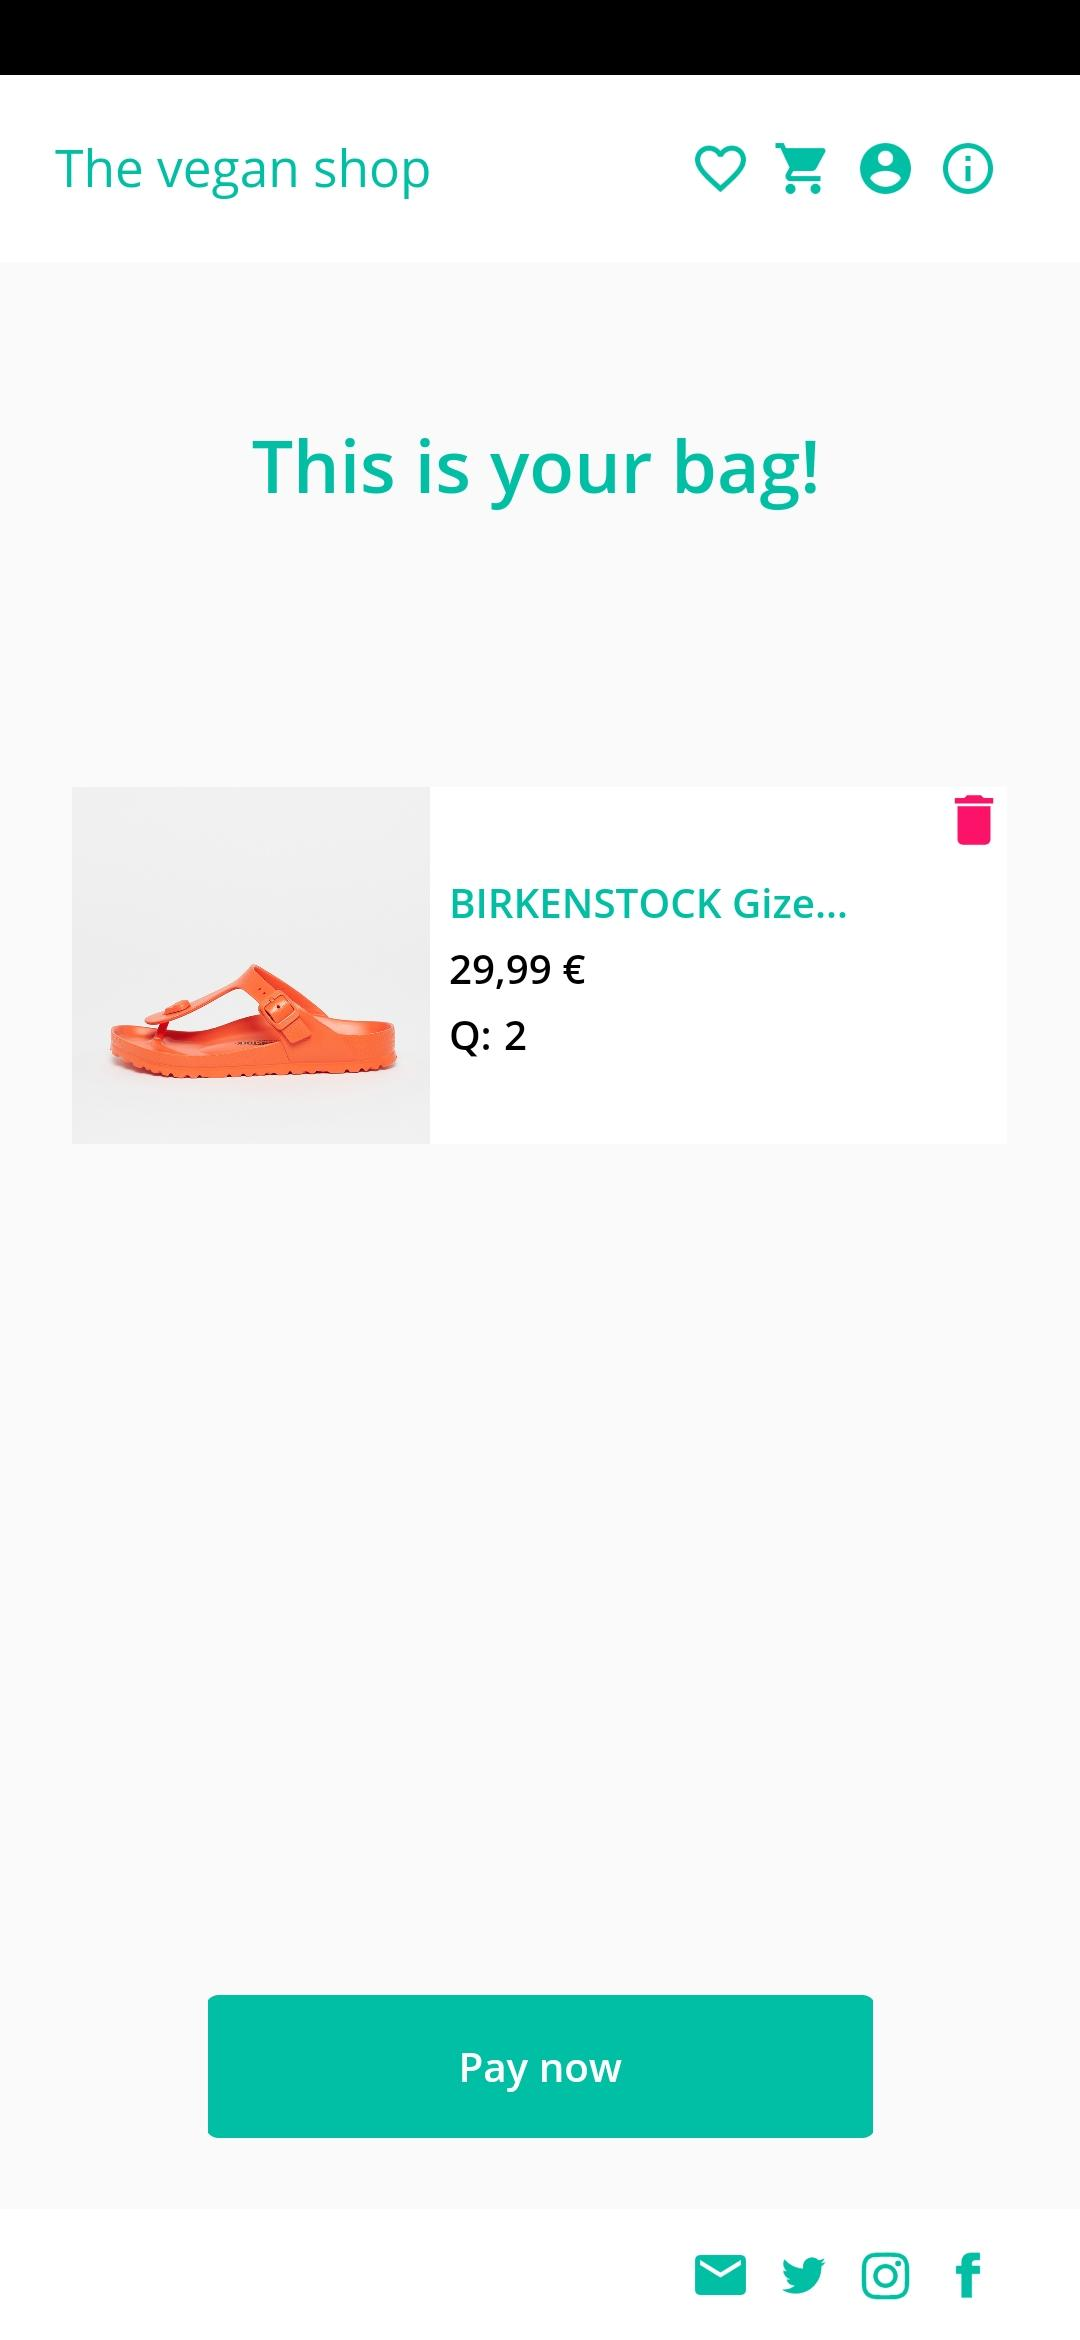 The vegan shop
This is your bag!
BIRKENSTOCK Gize...
29,99 €
Q: 2
Pay now